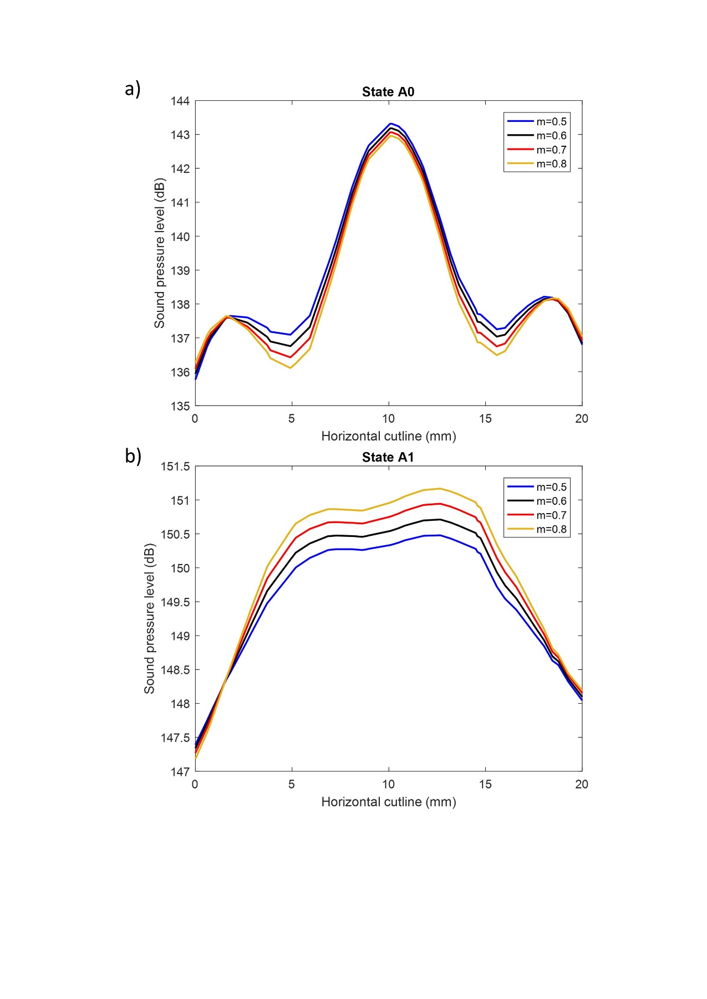 a)
State A0
144
143
142
141
140
139
138
137
136
135
Sound pressure level (dB)
m=0.5
m=0.6
m=0.7
m=0.8
0 5 10 15 20
Horizontal cutline (mm)
b)
State A1
151.5
151
150.5
150
149.5
149
148.5
148
147.5
147
Sound pressure level (dB)
m=0.5
m=0.6
m=0.7
m=0.8
0 5 10 15 20
Horizontal cutline (mm)